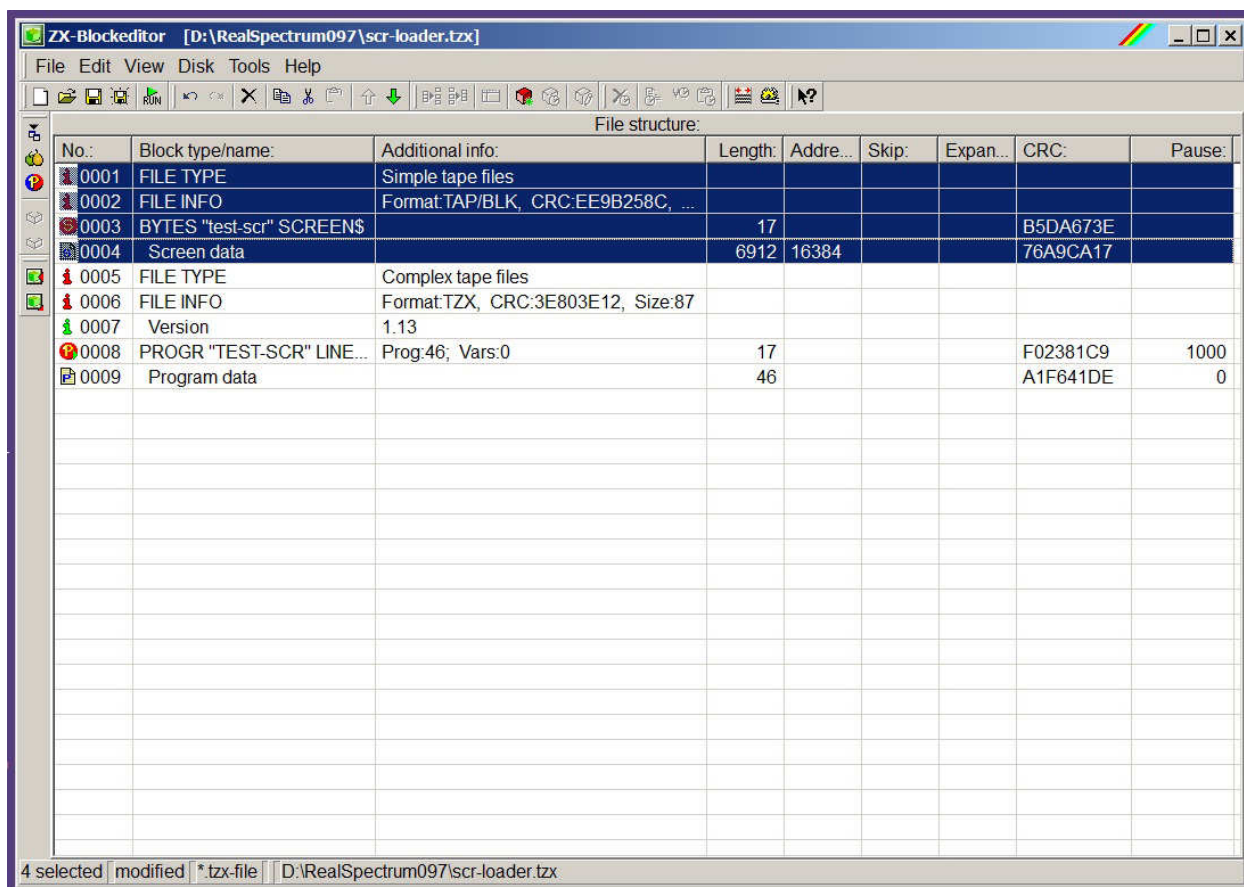 ZX-Blockeditor [D:\RealSpectrum097\scr-loader.tzx]
File Edit View Disk Tools Help
RUN
File structure:
No.: Block type/name: Additional info: Length: Addre... Skip: Expan... CRC: Pause:
0001 FILE TYPE Simple tape files
0002 FILE INFO Format:TAP/BLK, CRC:EE9B258C, ...
0003 BYTES "test-scr" SCREEN$ 17 B5DA673E
0004 Screen data 6912 16384 76A9CA17
0005 FILE TYPE Complex tape files
0006 FILE INFO Format:TZX, CRC:3E803E12, Size:87
0007 Version 1.13
0008 PROGR "TEST-SCR" LINE... Prog:46; Vars:0 17 F02381C9 1000
0009 Program data 46 A1F641DE 0
4 selected modified *.tzx-file D:\RealSpectrum097\scr-loader.tzx